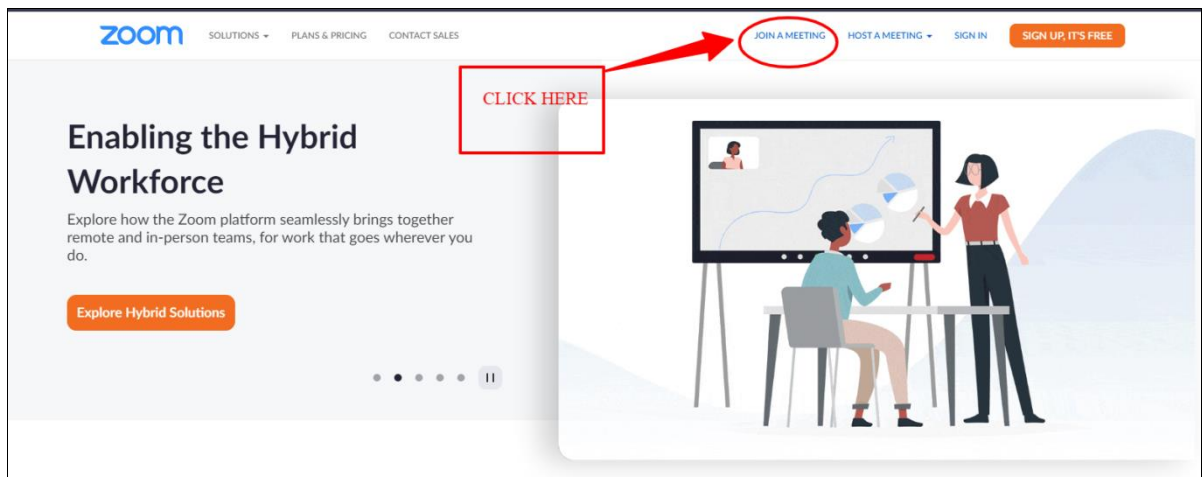 zoom SOLUTIONS PLANS & PRICING CONTACT SALES JOIN A MEETING HOST A MEETING SIGN IN SIGN UP, IT'S FREE
CLICK HERE
Enabling the Hybrid
Workforce
Explore how the Zoom platform seamlessly brings together
remote and in-person teams, for work that goes wherever you
do.
Explore Hybrid Solutions